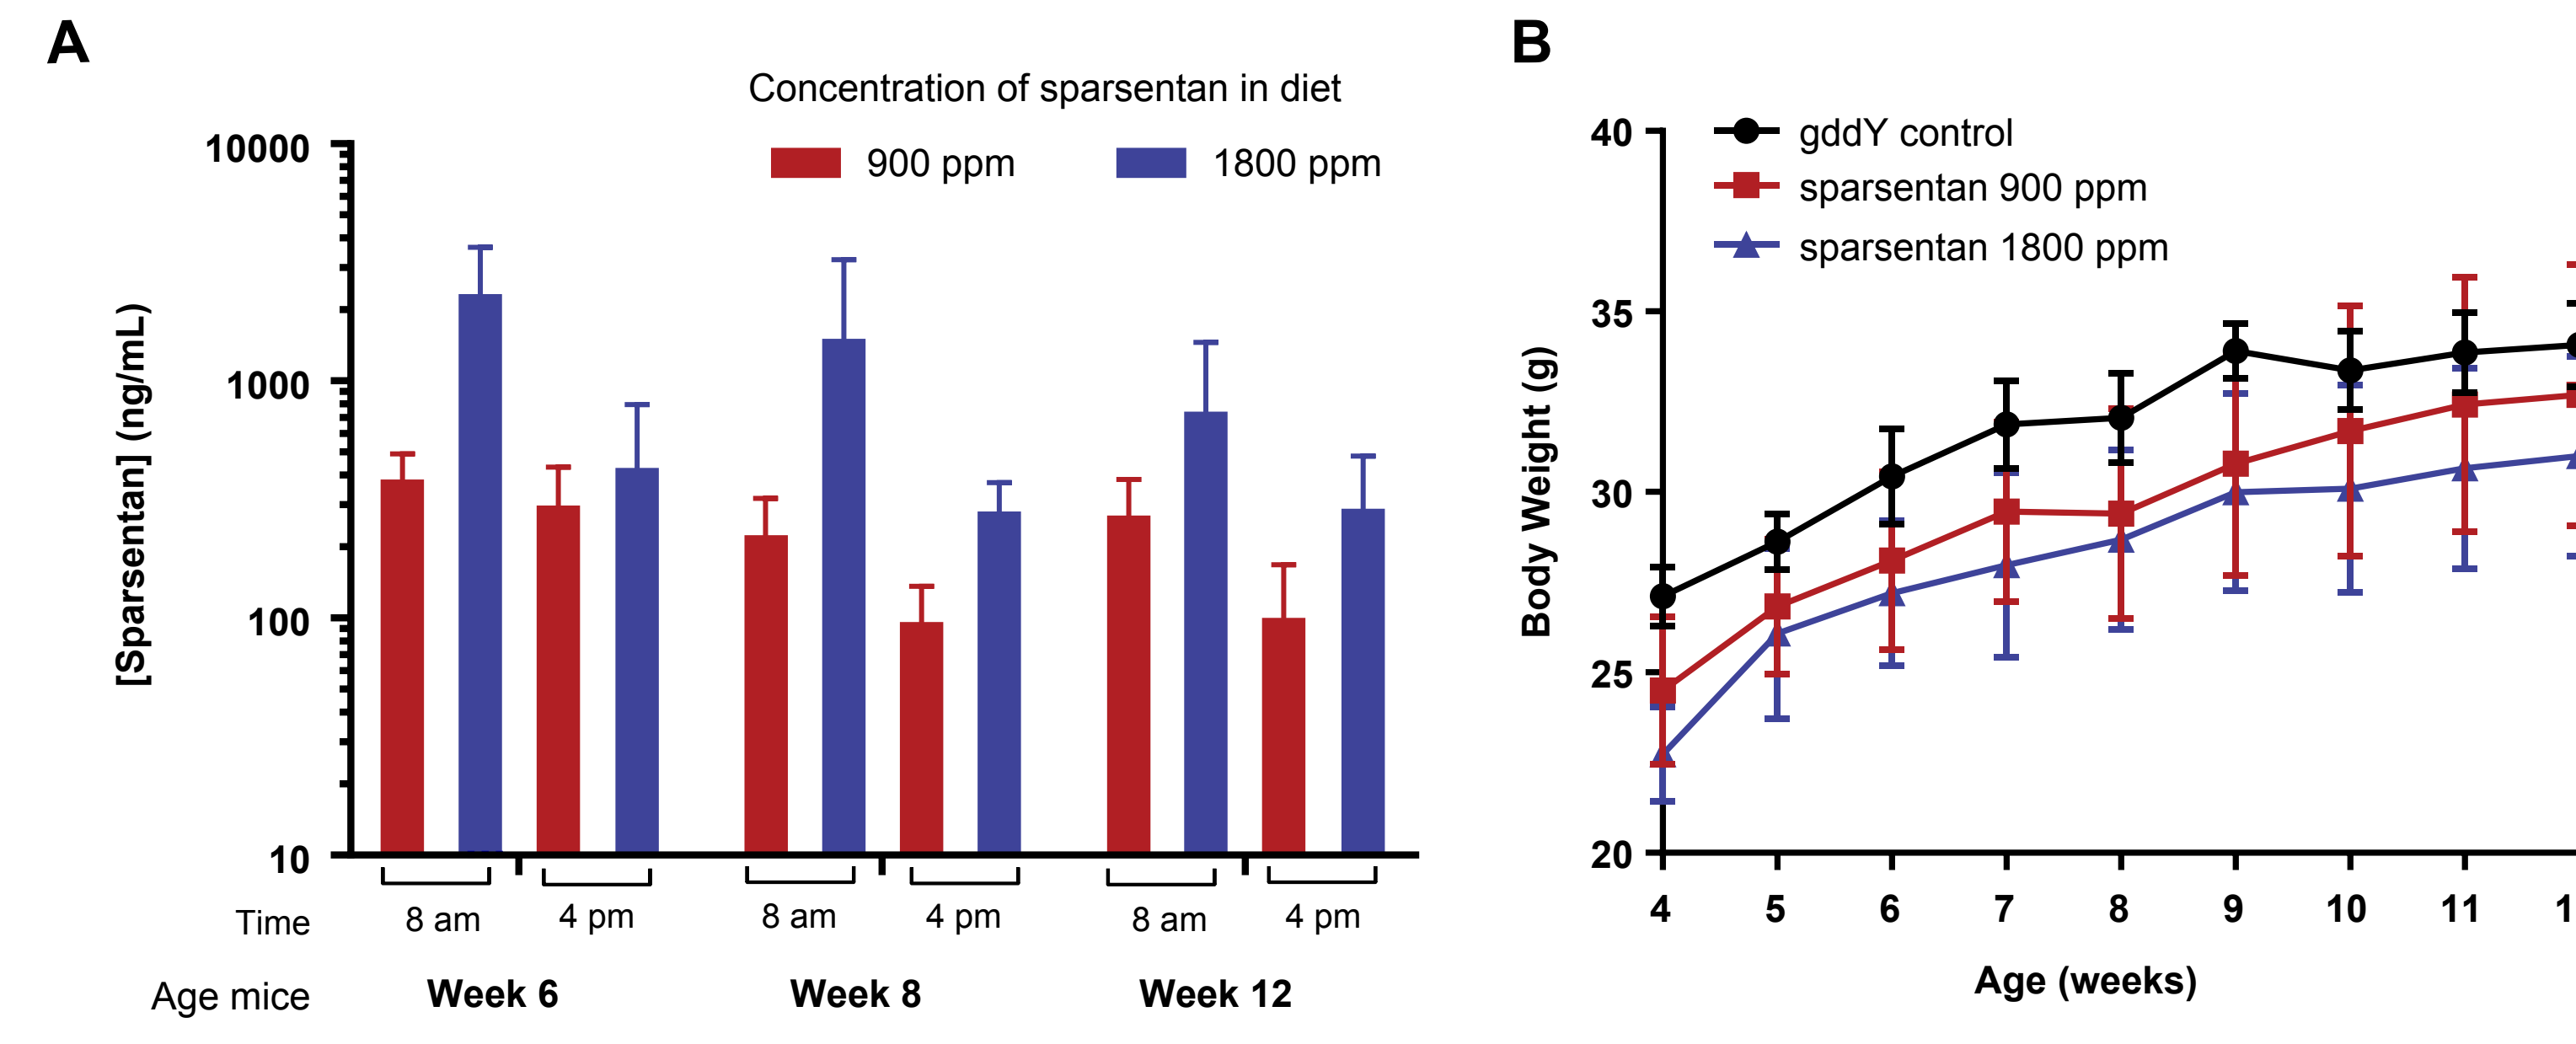 A
Concentration of sparsentan in diet
900 ppm
1800 ppm
10000
1000
100
10
[Sparsentan] (ng/mL)
Time
8 am
4 pm
8 am
4 pm
8 am
4 pm
Age mice
Week 6
Week 8
Week 12
B
gddY control
sparsentan 900 ppm
sparsentan 1800 ppm
40
35
30
25
20
Body Weight (g)
4
5
6
7
8
9
10
11
1
Age (weeks)